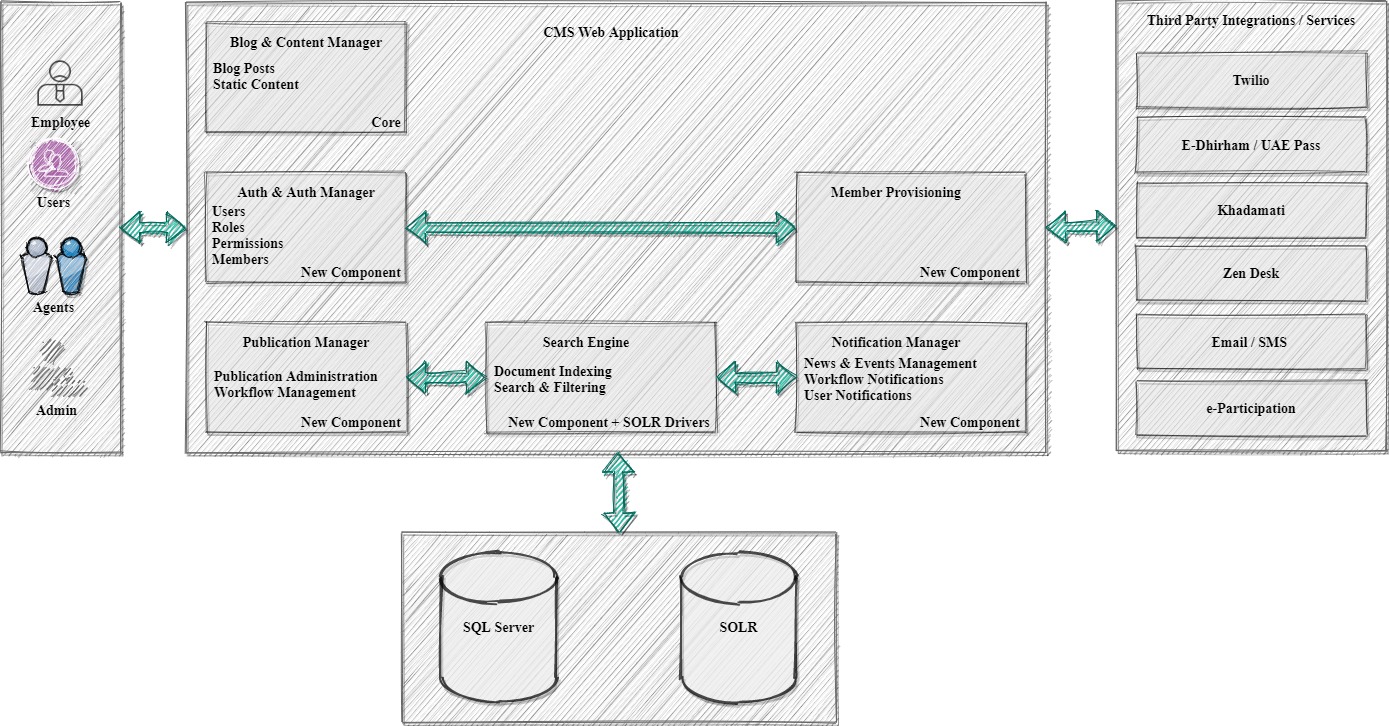 Employee
Users
Agents
Admin
CMS Web Application
Blog & Content Manager
Blog Posts
Static Content
Core
Auth & Auth Manager
Users
Roles
Permissions
Members
New Component
Member Provisioning
New Component
Publication Manager
Publication Administration
Workflow Management
New Component
Search Engine
Document Indexing
Search & Filtering
New Component + SOLR Drivers
Notification Manager
News & Events Management
Workflow Notifications
User Notifications
New Component
Third Party Integrations / Services
Twilio
E-Dhirham / UAE Pass
Khadamati
Zen Desk
Email / SMS
e-Participation
SQL Server
SOLR